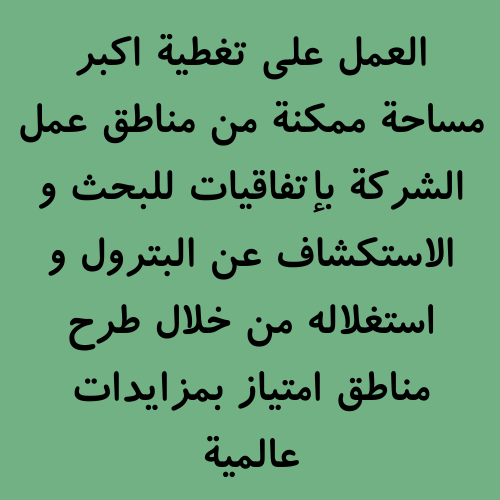 العمل على تغطية اكبر
مساحة ممكنة من مناطق عمل
الشركة بإتفاقيات للبحث و
الاستكشاف عن البترول و
استغلاله من خلال طرح
مناطق امتياز بمزايدات
عالمية